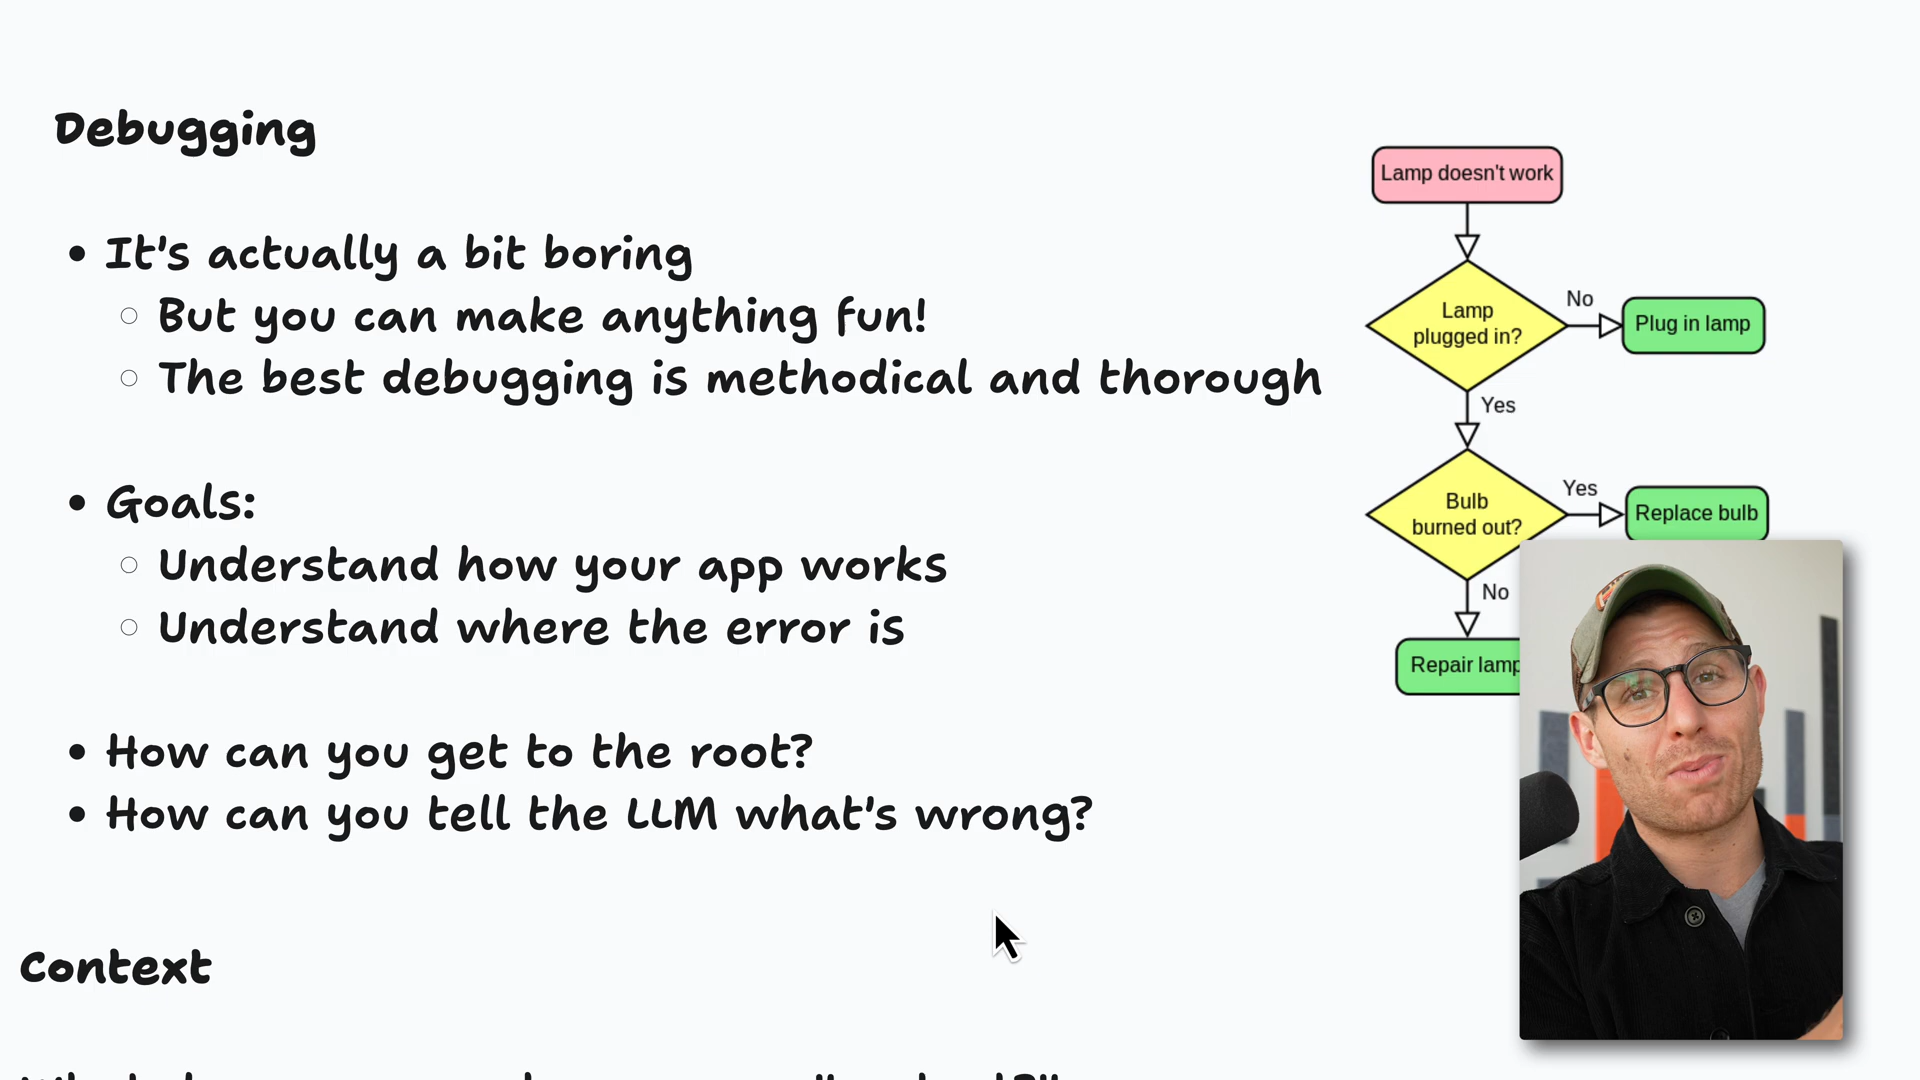 Debugging
It's actually a bit boring
But you can make anything fun!
The best debugging is methodical and thorough
Goals:
Understand how your app works
Understand where the error is
How can you get to the root?
How can you tell the LLM what's wrong?
Context
Lamp doesn't work
Lamp
plugged in?
No
Plug in lamp
Yes
Bulb
burned out?
Yes
Replace bulb
No
Repair lamp